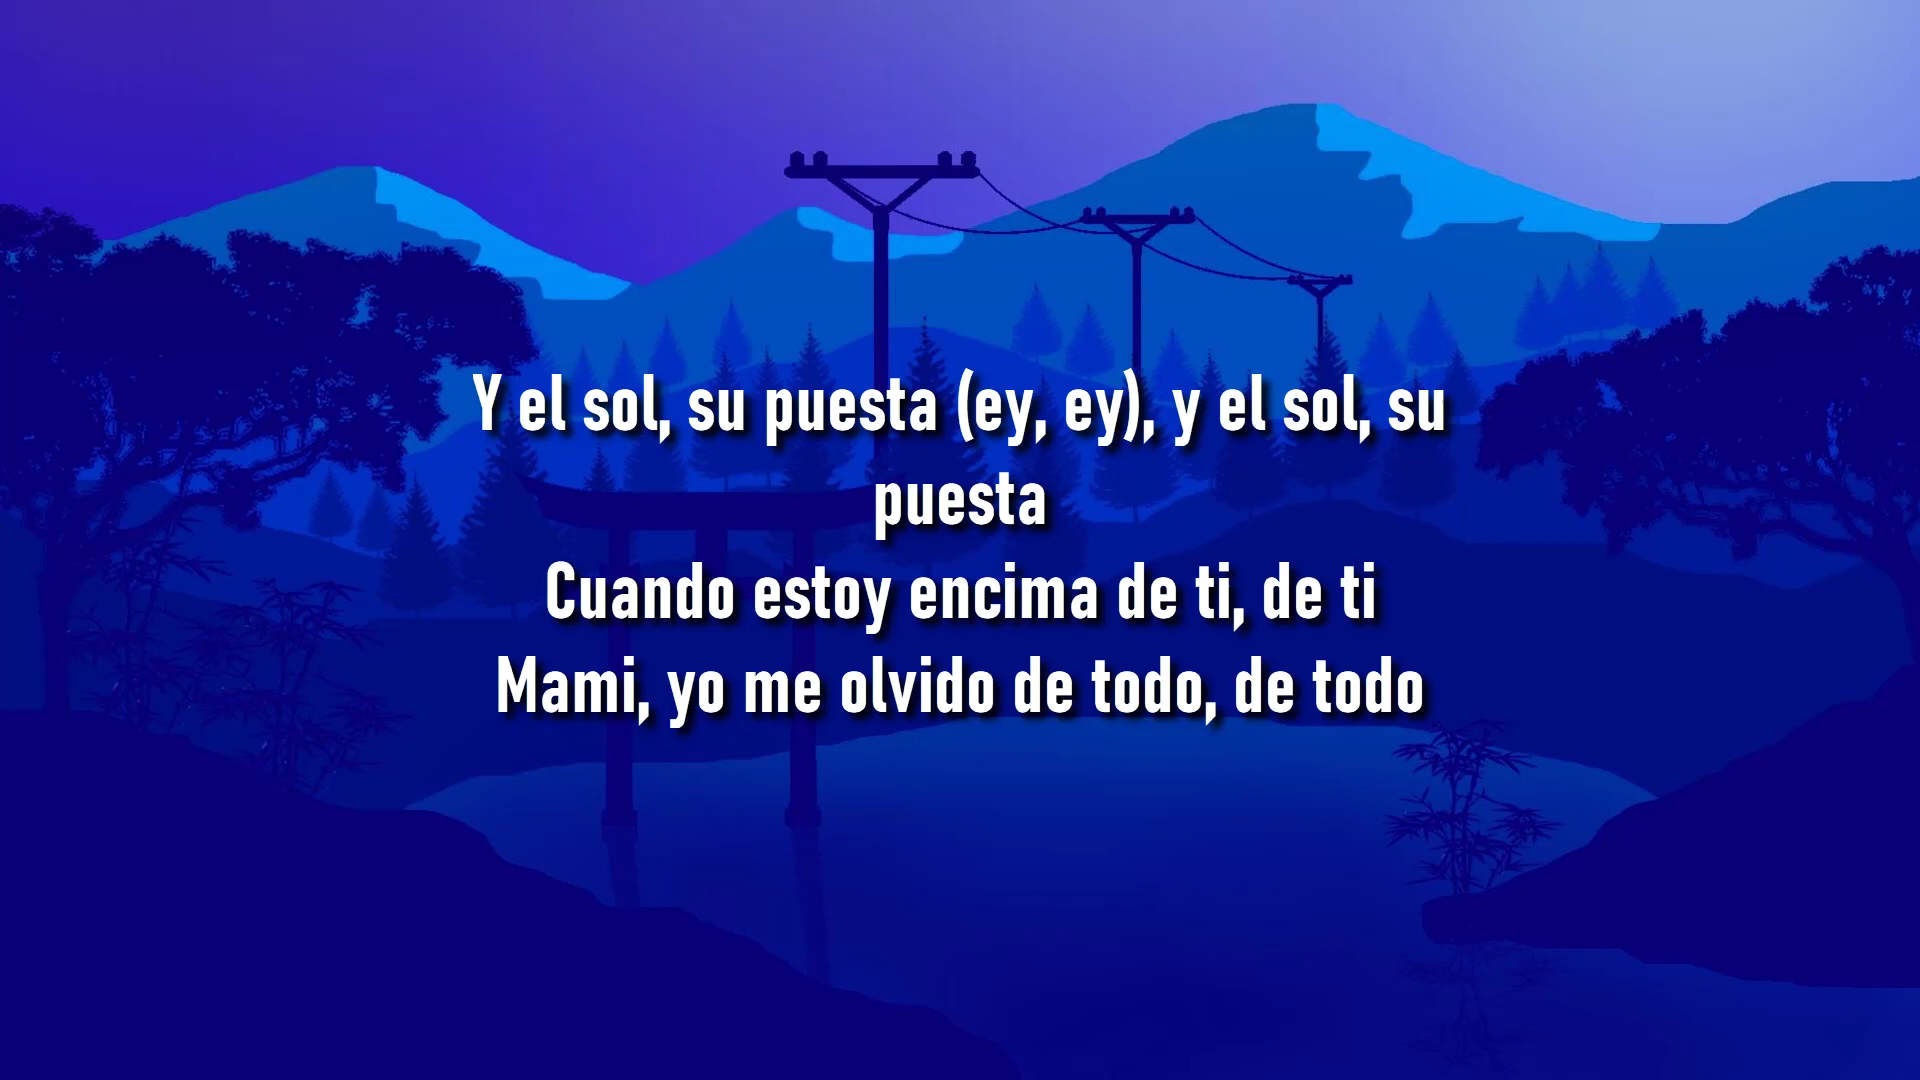 Y el sol, su puesta (ey, ey), y el sol, su
puesta
Cuando estoy encima de ti, de ti
Mami, yo me olvido de todo, de todo